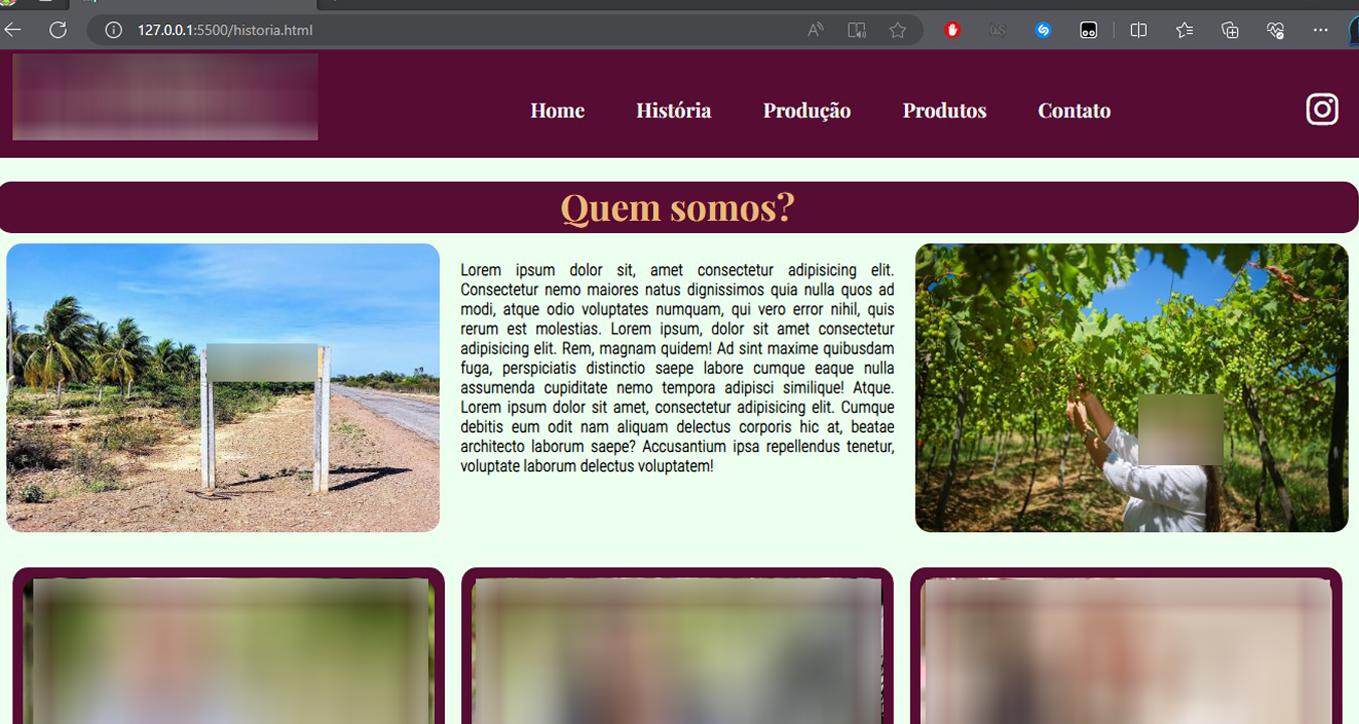 127.0.0.1:5500/historia.html
Home História Produção Produtos Contato
Quem somos?
Lorem ipsum dolor sit, amet consectetur adipisicing elit.
Consectetur nemo maiores natus dignissimos quia nulla quos ad
modi, atque odio voluptates numquam, qui vero error nihil, quis
rerum est molestias. Lorem ipsum, dolor sit amet consectetur
adipisicing elit. Rem, magnam quidem! Ad sint maxime quibusdam
fuga, perspiciatis distinctio saepe labore cumque eaque nulla
assumenda cupiditate nemo tempora adipisci similique! Atque.
Lorem ipsum dolor sit amet, consectetur adipisicing elit. Cumque
debitis eum odit nam aliquam delectus corporis hic at, beatae
architecto laborum saepe? Accusantium ipsa repellendus tenetur,
voluptate laborum delectus voluptatem!